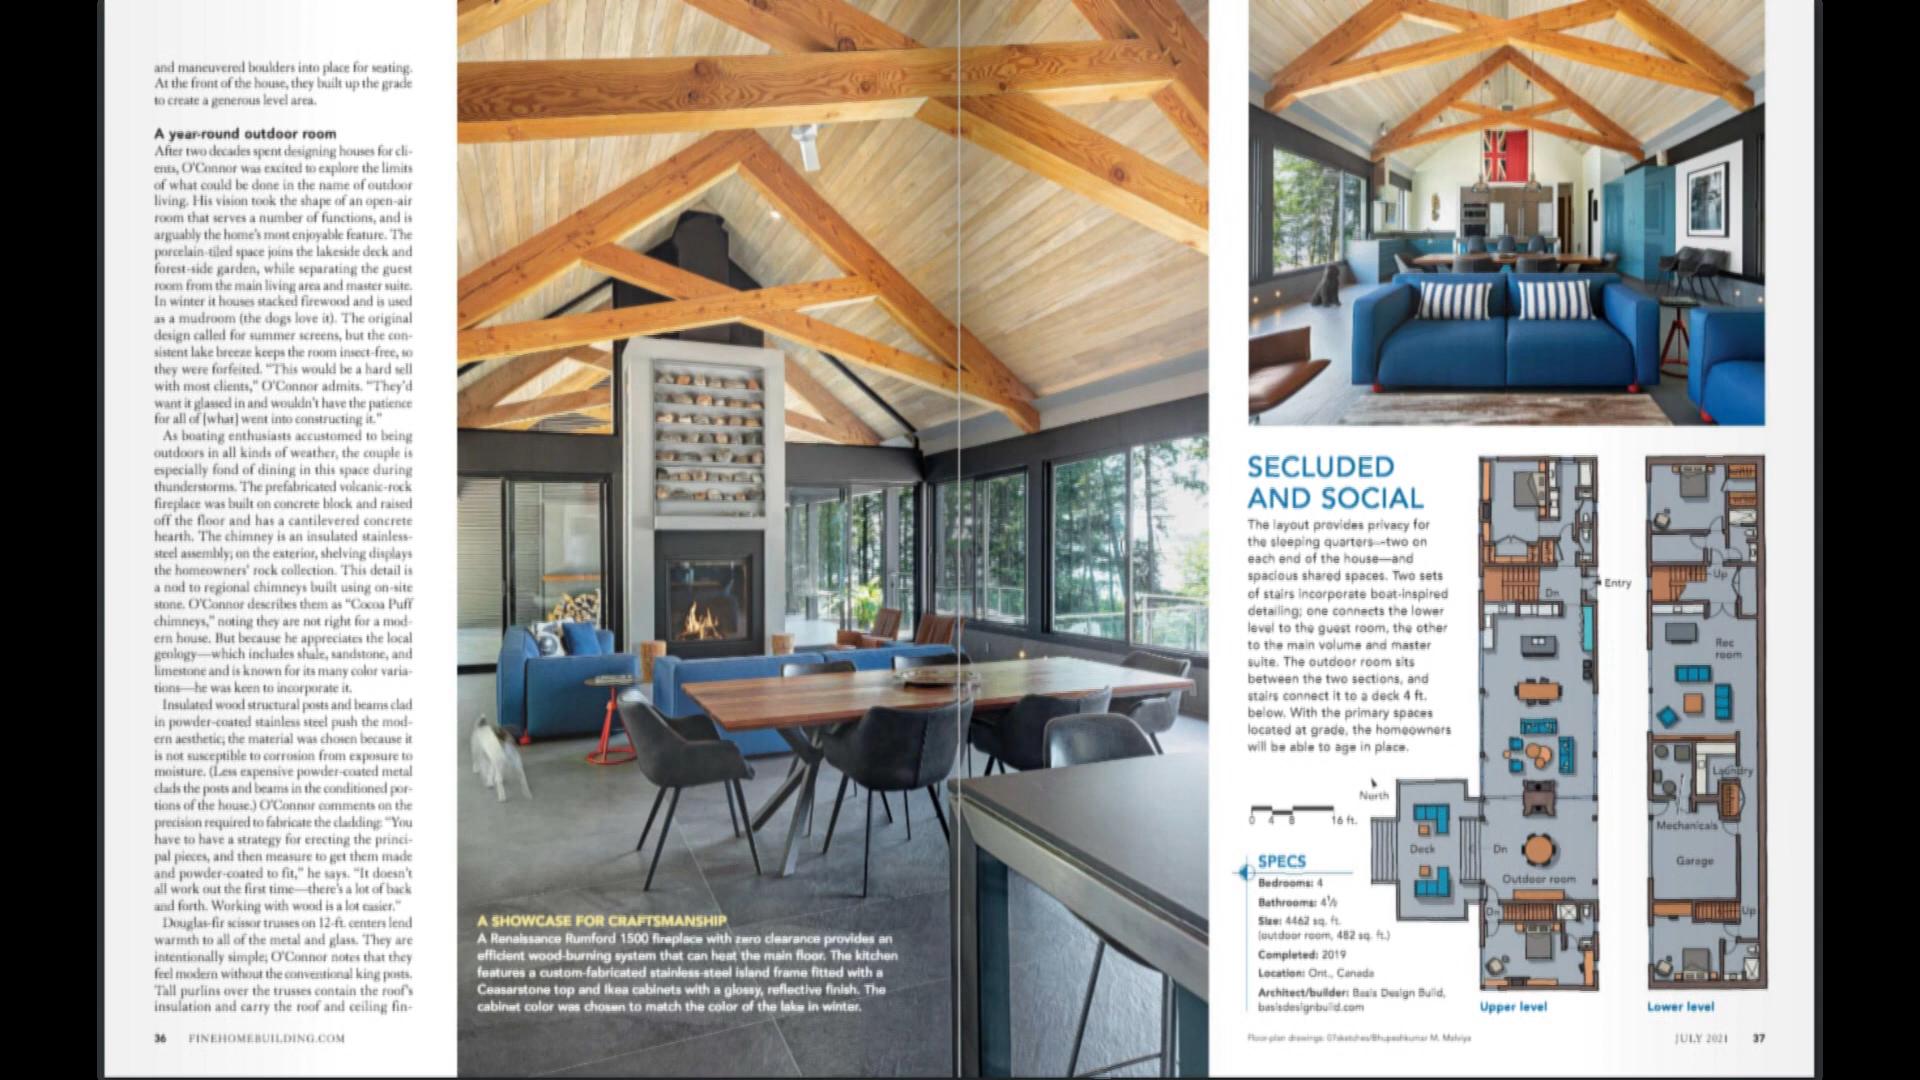 and maneuvered boulders into place for seating.
At the front of the house, they built up the grade
to create a generous level area.
A year-round outdoor room
After two decades spent designing houses for cli-
ents, O'Connor was excited to explore the limits
of what could be done in the name of outdoor
living. His vision took the shape of an open-air
room that serves a number of functions, and is
arguably the home's most enjoyable feature. The
porcelain-tiled space joins the lakeside deck and
forest-side garden, while separating the guest
room from the main living area and master suite.
In winter it houses stacked firewood and is used
as a mudroom (the dogs love it). The original
design called for summer screens, but the con-
sistent lake breeze keeps the room insect-free, so
they were forfeited. "This would be a hard sell
with most clients," O'Connor admits. "They'd
want it glassed in and wouldn't have the patience
for all of [what] went into constructing it."
As boating enthusiasts accustomed to being
outdoors in all kinds of weather, the couple is
especially fond of dining in this space during
thunderstorms. The prefabricated volcanic-rock
fireplace was built on concrete block and raised
off the floor and has a cantilevered concrete
hearth. The chimney is an insulated stainless-
steel assembly; on the exterior, shelving displays
the homeowners' rock collection. This detail is
a nod to regional chimneys built using on-site
stone. O'Connor describes them as "Cocoa Puff
chimneys," noting they are not right for a mod-
ern house. But because he appreciates the local
geology—which includes shale, sandstone, and
limestone and is known for its many color varia-
tions—he was keen to incorporate it.
Insulated wood structural posts and beams clad
in powder-coated stainless steel push the mod-
ern aesthetic; the material was chosen because it
is not susceptible to corrosion from exposure to
moisture. (Less expensive powder-coated metal
clads the posts and beams in the conditioned por-
tions of the house.) O'Connor comments on the
precision required to fabricate the cladding: "You
have to have a strategy for erecting the princi-
pal pieces, and then measure to get them made
and powder-coated to fit," he says. "It doesn't
all work out the first time—there's a lot of back
and forth. Working with wood is a lot easier."
Douglas-fir scissor trusses on 12-ft. centers lend
warmth to all of the metal and glass. They are
intentionally simple; O'Connor notes that they
feel modern without the conventional king posts.
Tall purlins over the trusses contain the roof's
insulation and carry the roof and ceiling fin-
36 FINEHOMEBUILDING.COM
A SHOWCASE FOR CRAFTSMANSHIP
A Renaissance Rumford 1500 fireplace with zero clearance provides an
efficient wood-burning system that can heat the main floor. The kitchen
features a custom-fabricated stainless-steel island frame fitted with a
Ceasarstone top and Ikea cabinets with a glossy, reflective finish. The
cabinet color was chosen to match the color of the lake in winter.
SECLUDED
AND SOCIAL
The layout provides privacy for
the sleeping quarters—two on
each end of the house—and
spacious shared spaces. Two sets
of stairs incorporate boat-inspired
detailing; one connects the lower
level to the guest room, the other
to the main volume and master
suite. The outdoor room sits
between the two sections, and
stairs connect it to a deck 4 ft.
below. With the primary spaces
located at grade, the homeowners
will be able to age in place.
North
0 4 8 16 ft.
SPECS
Bedrooms: 4
Bathrooms: 4½
Size: 4462 sq. ft.
(outdoor room, 482 sq. ft.)
Completed: 2019
Location: Ont., Canada
Architect/builder: Basis Design Build,
basisdesignbuild.com
Entry
Dn
Deck
Dn
Outdoor room
Dn
Upper level
Up
Rec
room
Laundry
Mechanicals
Garage
Up
Lower level
Floor-plan drawings: 07sketches/Bhupeshkumar M. Malviya
JULY 2021 37